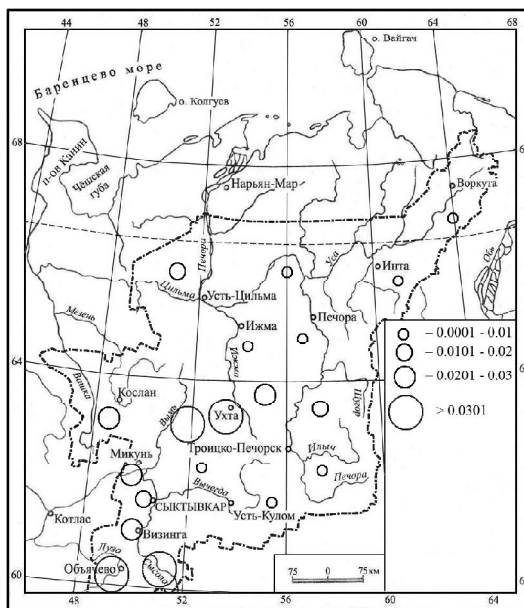 44 48 52 56 60 64 68
о. Вайгач
Баренцево море
о. Колгуев
68
п-ов Канин
Чёшская
губа
Нарьян-Мар
Воркута
Печора
Уса
Инта
Обь
Цильма
Усть-Цильма
Мезень
Ижма
Печора
– 0.0001 - 0.01
– 0.0101 - 0.02
– 0.0201 - 0.03
> 0.0301
64
Ижма
Вашка
Кослан
Вымь
Ухта
Щугор
Троицко-Печорск
Илыч
Микунь
Печора
Вычегда
СЫКТЫВКАР
Усть-Кулом
Котлас
Визинга
Луза
Объячево
Сысола
75 0 75 км
60
48 52 56 60